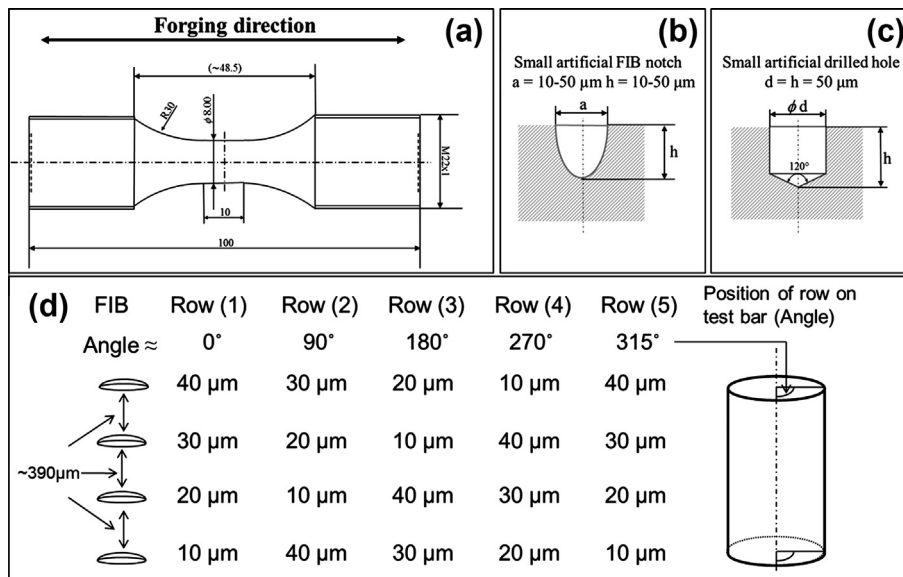 (a)
Forging direction
(~48.5)
R30
ϕ 8.00
M22x1
10
100
(b)
Small artificial FIB notch
a = 10-50 µm h = 10-50 µm
a
h
(c)
Small artificial drilled hole
d = h = 50 µm
ϕ d
120°
h
(d) FIB Row (1) Row (2) Row (3) Row (4) Row (5) Position of row on
test bar (Angle)
Angle ≈ 0° 90° 180° 270° 315°
40 µm 30 µm 20 µm 10 µm 40 µm
30 µm 20 µm 10 µm 40 µm 30 µm
~390µm
20 µm 10 µm 40 µm 30 µm 20 µm
10 µm 40 µm 30 µm 20 µm 10 µm